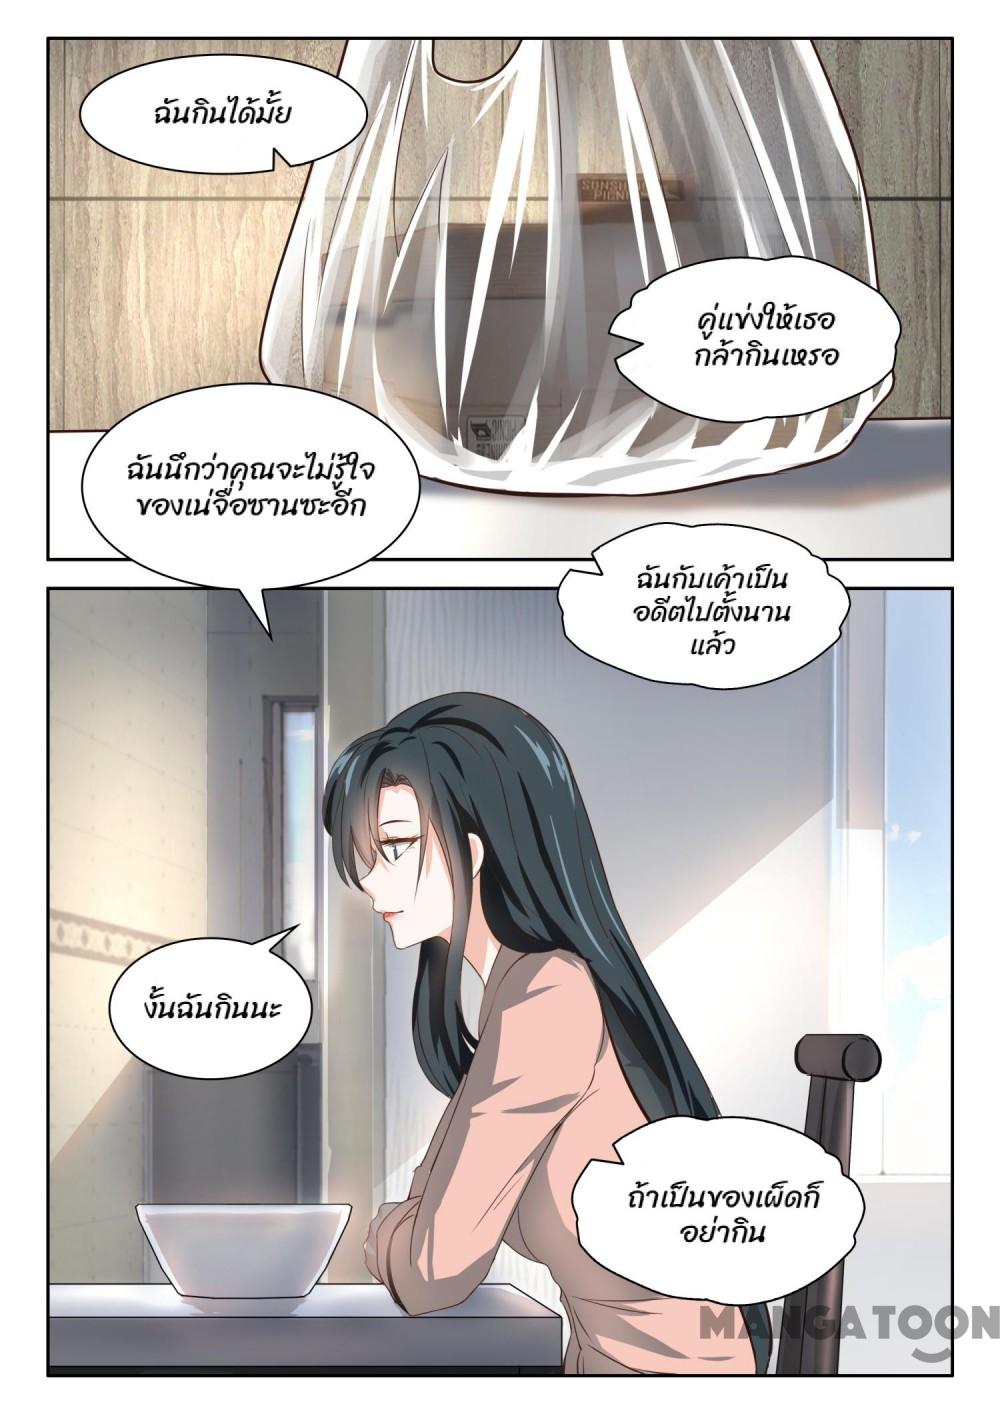 ฉันกินได้มั้ย
SUNSH
PICNI
คู่แข่งให้เธอ
กล้ากินเหรอ
ฉันนึกว่าคุณจะไม่รู้ใจ
ของเน่จื่อซานซะอีก
ฉันกับเค้าเป็น
อดีตไปตั้งนาน
แล้ว
งั้นฉันกินนะ
ถ้าเป็นของเผ็ดก็
อย่ากิน
MANGATOON